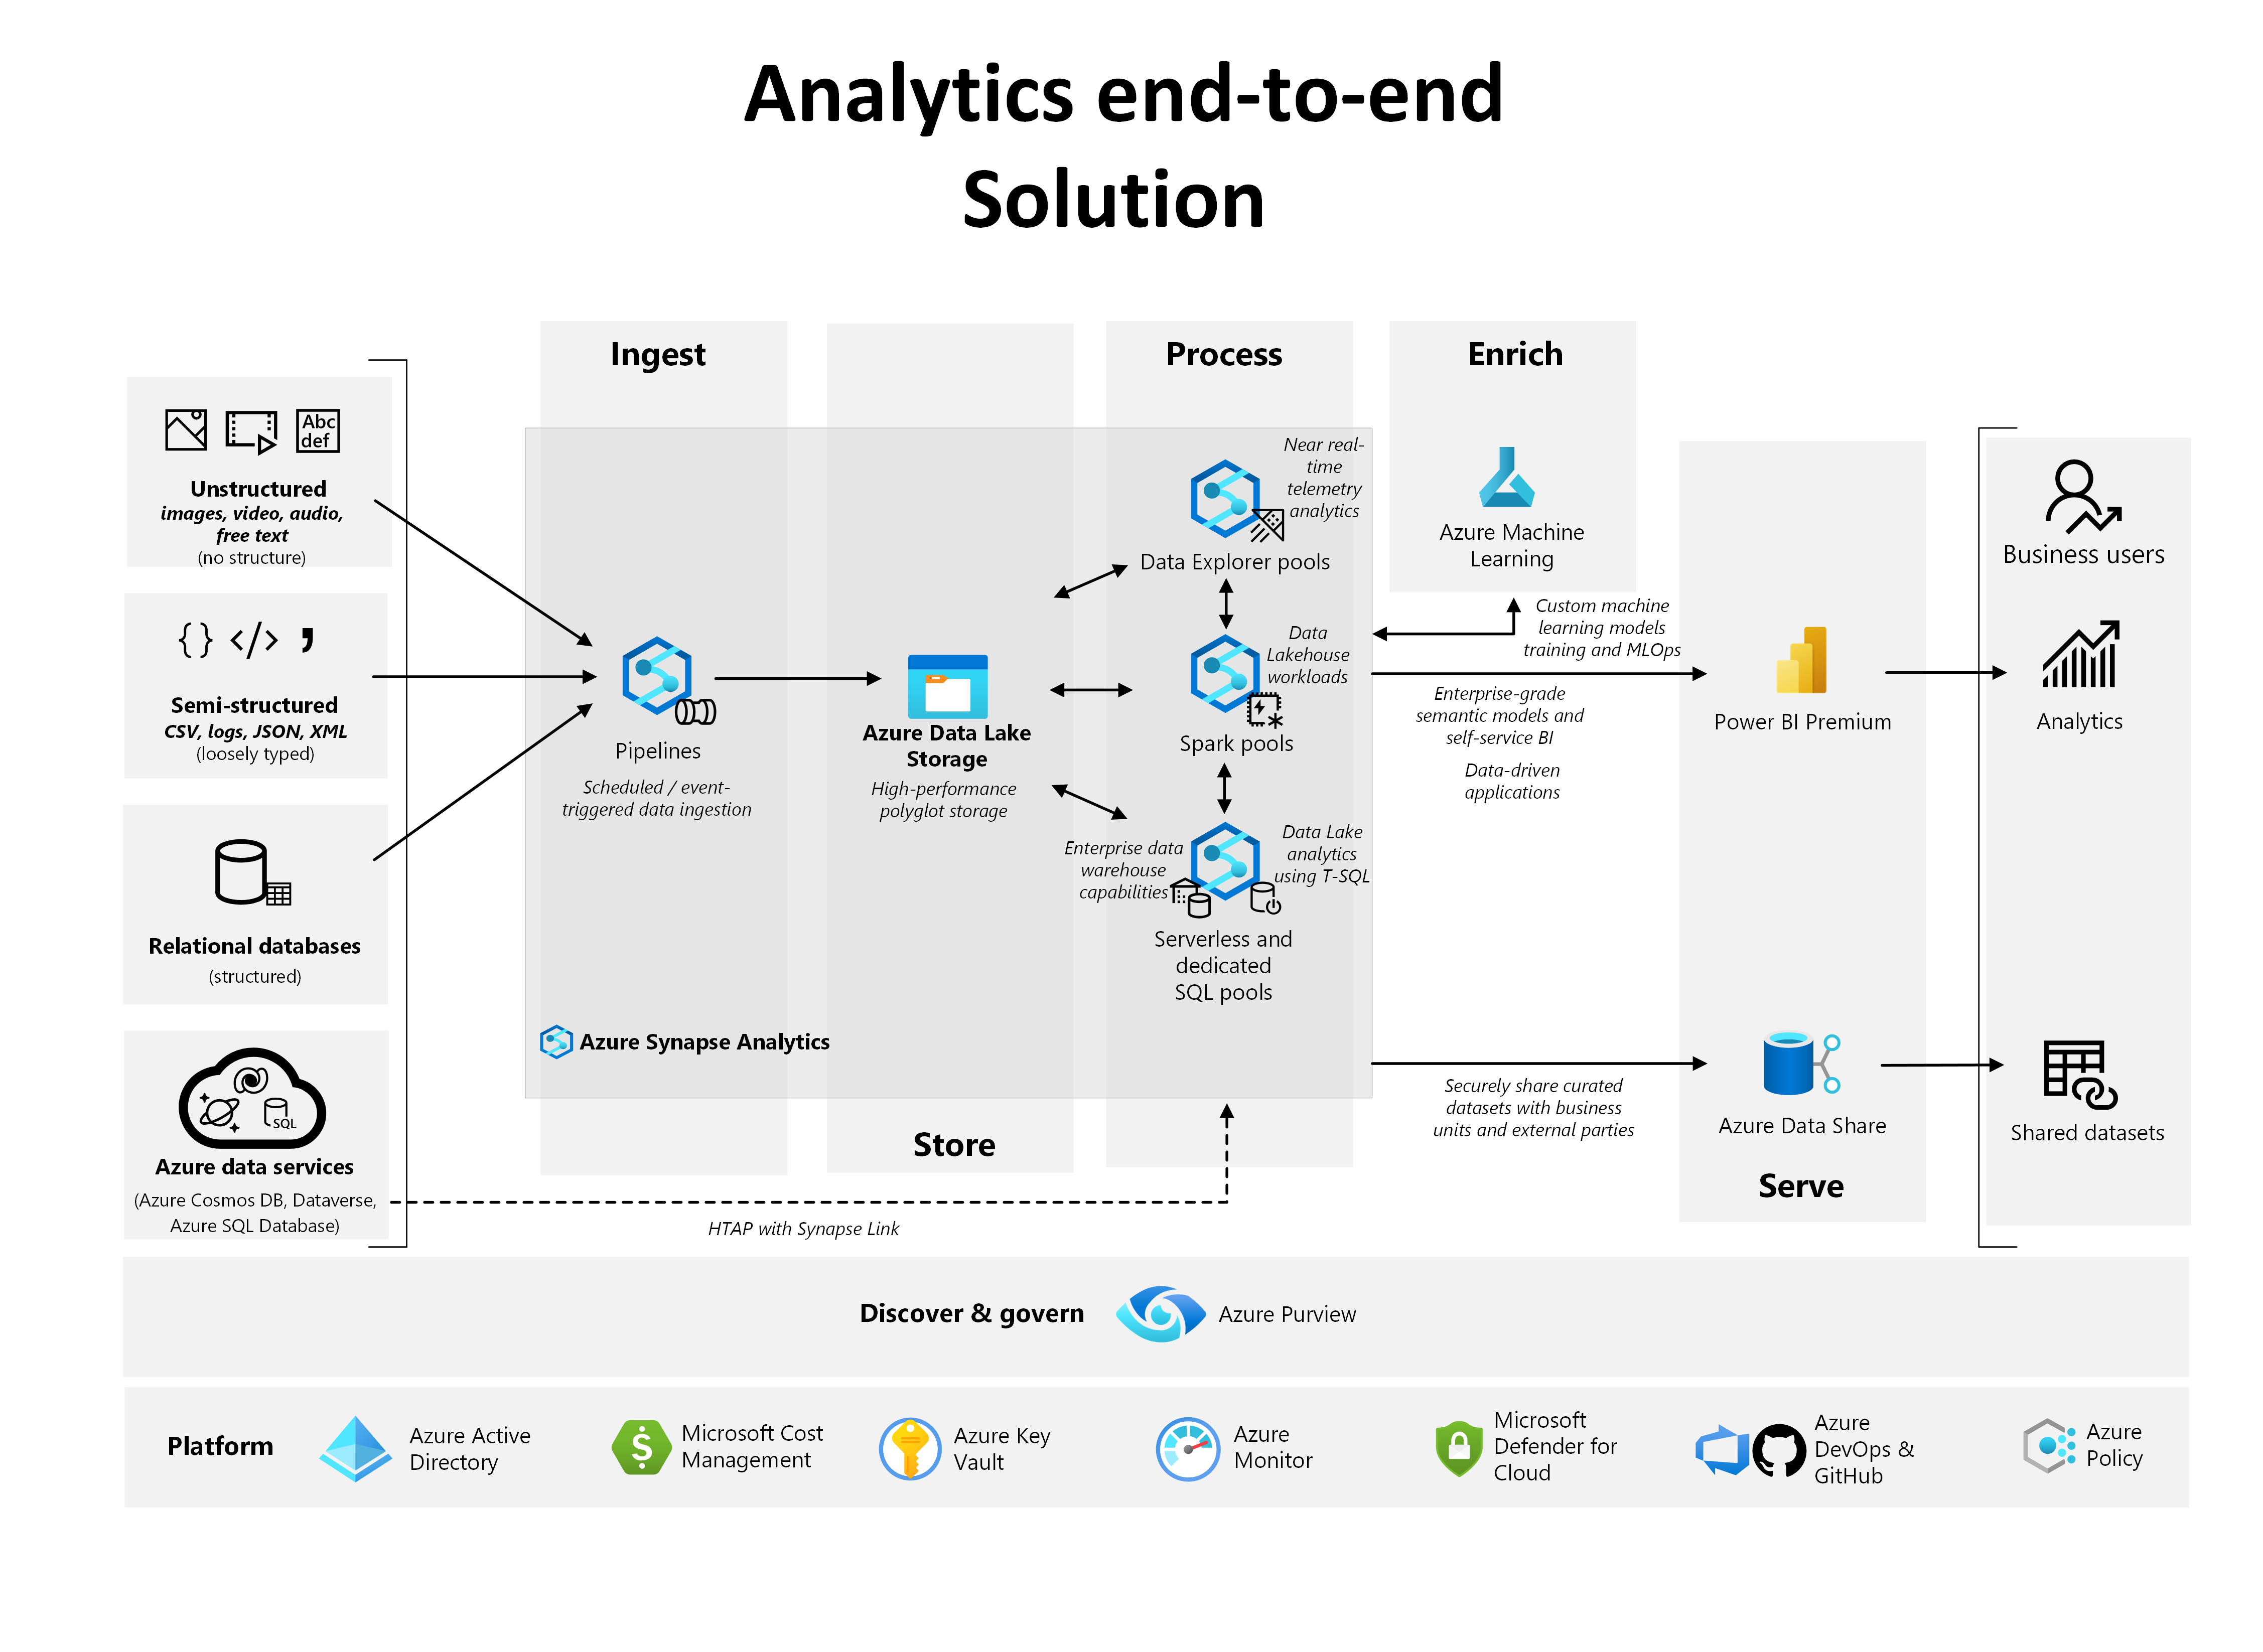 Analytics end-to-end
Solution
Ingest
Process
Enrich
Abc
def
Unstructured
images, video, audio,
free text
(no structure)
{} </> ,
Semi-structured
CSV, logs, JSON, XML
(loosely typed)
Relational databases
(structured)
SQL
Azure data services
(Azure Cosmos DB, Dataverse,
Azure SQL Database)
Pipelines
Scheduled / event-
triggered data ingestion
Azure Synapse Analytics
Azure Data Lake
Storage
High-performance
polyglot storage
Store
HTAP with Synapse Link
Near real-
time
telemetry
analytics
Data Explorer pools
Data
Lakehouse
workloads
Spark pools
Enterprise data
warehouse
capabilities
Data Lake
analytics
using T-SQL
Serverless and
dedicated
SQL pools
Azure Machine
Learning
Custom machine
learning models
training and MLOps
Enterprise-grade
semantic models and
self-service BI
Data-driven
applications
Securely share curated
datasets with business
units and external parties
Power BI Premium
Azure Data Share
Serve
Business users
Analytics
Shared datasets
Discover & govern
Azure Purview
Platform
Azure Active
Directory
$
Microsoft Cost
Management
Azure Key
Vault
Azure
Monitor
Microsoft
Defender for
Cloud
Azure
DevOps &
GitHub
Azure
Policy